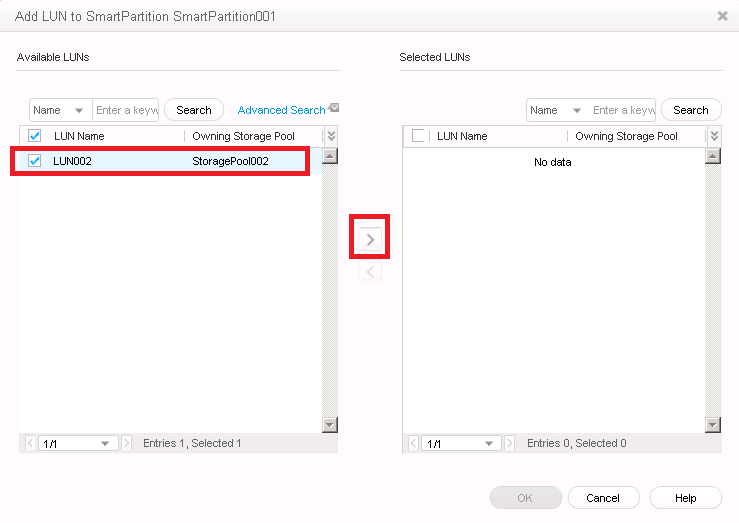 Add LUN to SmartPartition SmartPartition001
Available LUNs
Name Enter a keyw Search Advanced Search
LUN Name Owning Storage Pool
LUN002 StoragePool002
1/1 Entries 1, Selected 1
Selected LUNs
Name Enter a keyw Search
LUN Name Owning Storage Pool
No data
1/1 Entries 0, Selected 0
OK Cancel Help